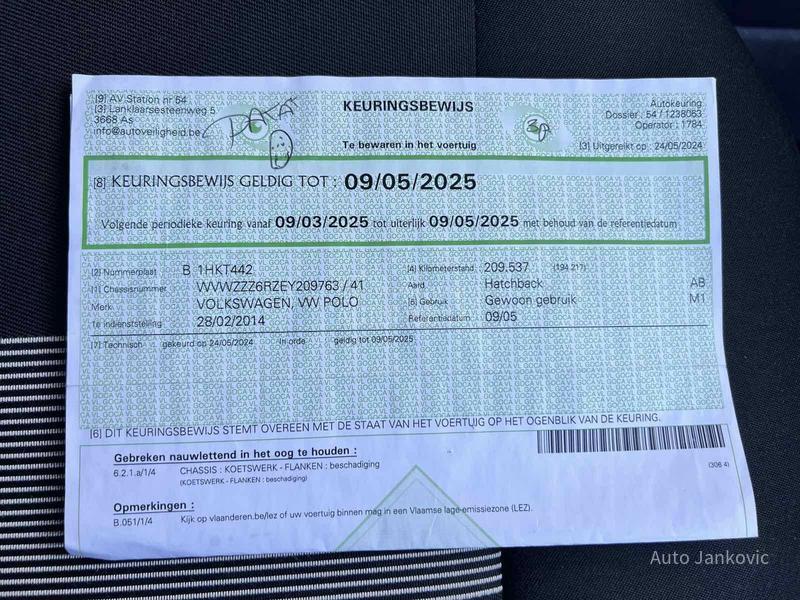 [9] AV Station nr 54
[3] Lanklaarsesteenweg 5
3668 As
info@autoveiligheid.be
PAPA
KEURINGSBEWIJS
Te bewaren in het voertuig
Autokeuring
Dossier : 54 / 1238063
Operator : 1784
[3] Uitgereikt op : 24/05/2024
[8] KEURINGSBEWIJS GELDIG TOT : 09/05/2025
Volgende periodieke keuring vanaf 09/03/2025 tot uiterlijk 09/05/2025 met behoud van de referentiedatum
[2] Nummerplaat B 1HKT442
[4] Kilometerstand 209.537 (194.217)
[1] Chassisnummer WVWZZZ6RZEY209763 / 41
Aard Hatchback AB
Merk VOLKSWAGEN, VW POLO
[5] Gebruik Gewoon gebruik M1
1e indienststelling 28/02/2014
Referentiedatum 09/05
[7] Technisch gekeurd op 24/05/2024 In orde geldig tot 09/05/2025
[6] DIT KEURINGSBEWIJS STEMT OVEREEN MET DE STAAT VAN HET VOERTUIG OP HET OGENBLIK VAN DE KEURING.
Gebreken nauwlettend in het oog te houden :
6.2.1.a/1/4 CHASSIS : KOETSWERK - FLANKEN : beschadiging
(KOETSWERK - FLANKEN : beschadiging)
(306 4)
Opmerkingen :
B.051/1/4 Kijk op vlaanderen.be/lez of uw voertuig binnen mag in een Vlaamse lage-emissiezone (LEZ).
Auto Jankovic